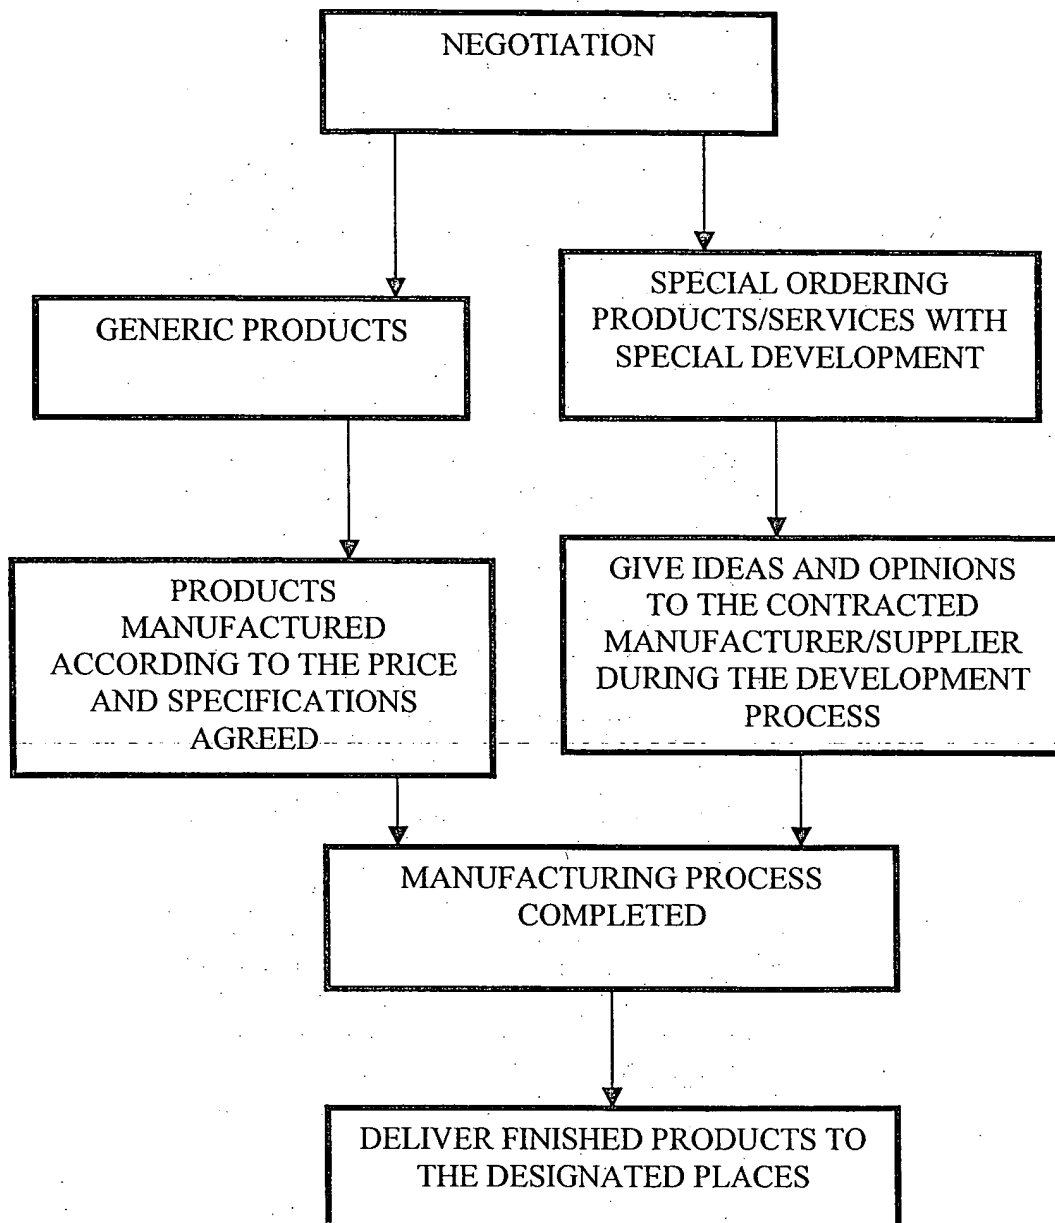 NEGOTIATION
GENERIC PRODUCTS
SPECIAL ORDERING
PRODUCTS/SERVICES WITH
SPECIAL DEVELOPMENT
PRODUCTS
MANUFACTURED
ACCORDING TO THE PRICE
AND SPECIFICATIONS
AGREED
GIVE IDEAS AND OPINIONS
TO THE CONTRACTED
MANUFACTURER/SUPPLIER
DURING THE DEVELOPMENT
PROCESS
MANUFACTURING PROCESS
COMPLETED
DELIVER FINISHED PRODUCTS TO
THE DESIGNATED PLACES